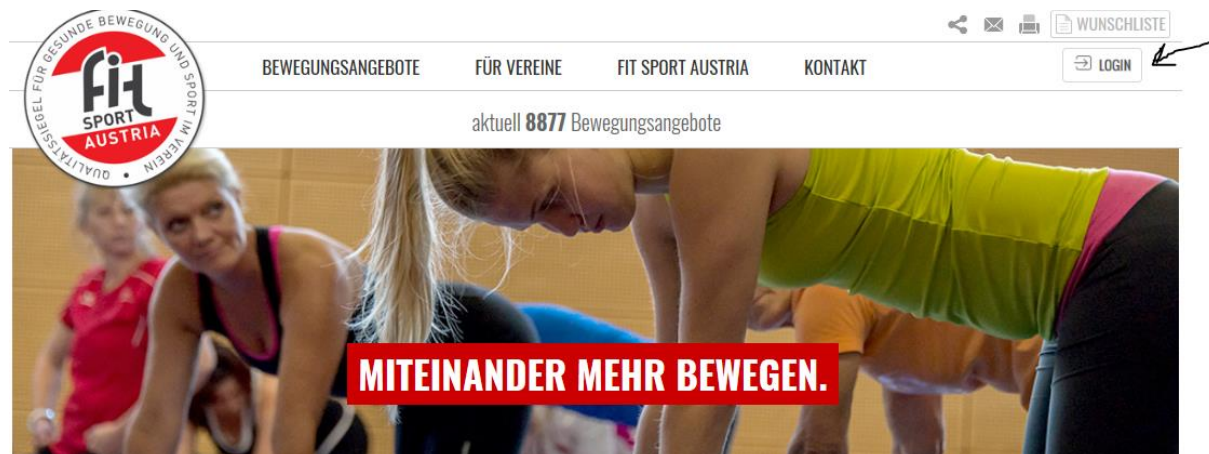 WUNSCHLISTE
QUALITÄTSSIEGEL FÜR GESUNDE BEWEGUNG UND SPORT IM VEREIN •
fit
SPORT
AUSTRIA
BEWEGUNGSANGEBOTE FÜR VEREINE FIT SPORT AUSTRIA KONTAKT LOGIN
aktuell 8877 Bewegungsangebote
MITEINANDER MEHR BEWEGEN.